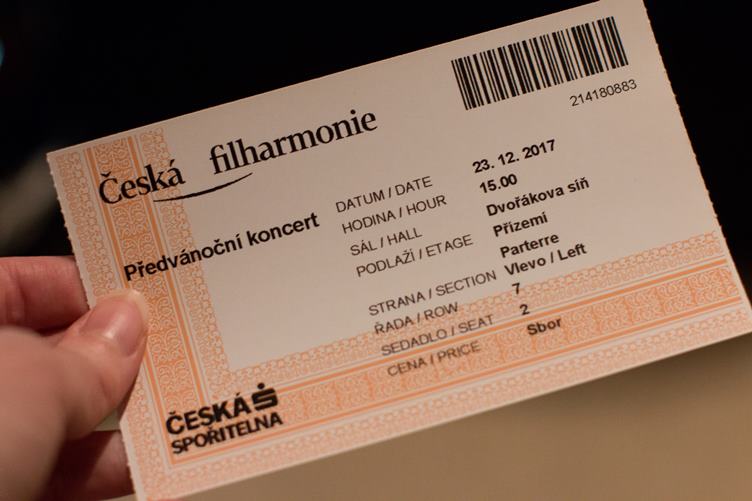 214180883
Česká filharmonie
Předvánoční koncert
DATUM / DATE 23. 12. 2017
HODINA / HOUR 15.00
SÁL / HALL Dvořákova síň
PODLAŽÍ / ETAGE Přízemí
Parterre
STRANA / SECTION Vlevo / Left
ŘADA / ROW 7
SEDADLO / SEAT 2
CENA / PRICE Sbor
ČESKÁ
SPOŘITELNA